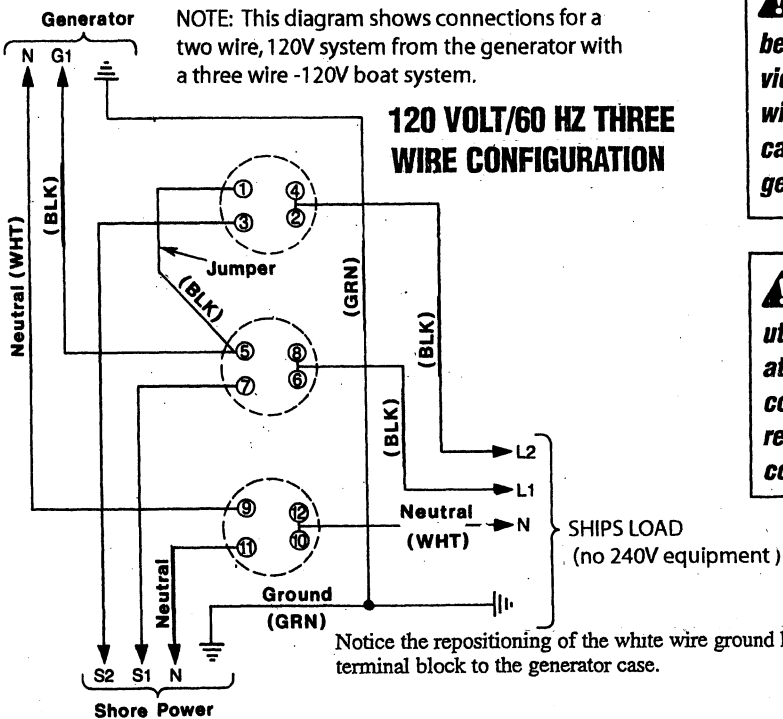 Generator
N G1
NOTE: This diagram shows connections for a
two wire, 120V system from the generator with
a three wire -120V boat system.
120 VOLT/60 HZ THREE
WIRE CONFIGURATION
Neutral (WHT)
(BLK)
1 4
3 2
Jumper
(BLK)
(GRN)
(BLK)
5 8
7 6
(BLK)
L2
L1
Neutral
(WHT)
N
9 12
11 10
SHIPS LOAD
(no 240V equipment)
Neutral
Ground
(GRN)
S2 S1 N
Shore Power
Notice the repositioning of the white wire ground
terminal block to the generator case.